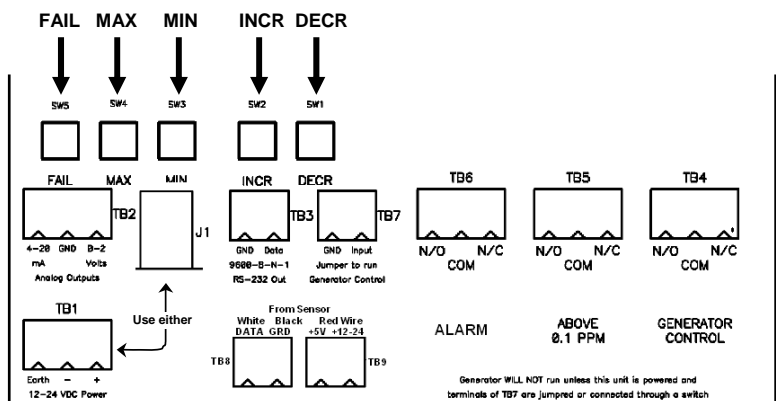 FAIL MAX MIN INCR DECR
SW5 SW4 SW3 SW2 SW1
FAIL MAX MIN INCR DECR
TB2
J1
TB3
TB7
TB6 TB5 TB4
4-20 GND 0-2
mA Volts
Analog Outputs
GND Data
9600-8-N-1
RS-232 Out
GND Input
Jumper to run
Generator Control
N/O N/C
COM
N/O N/C
COM
N/O N/C
COM
TB1
Use either
Earth - +
12-24 VDC Power
From Sensor
White Black Red Wire
DATA GRD +5V +12-24
TB8
TB9
ALARM
ABOVE
0.1 PPM
GENERATOR
CONTROL
Generator WILL NOT run unless this unit is powered and
terminals of TB7 are jumpred or connected through a switch